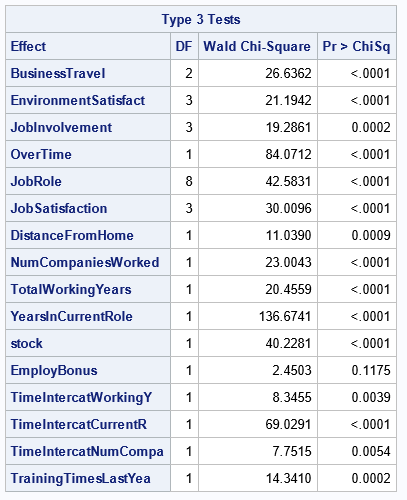 Type 3 Tests
Effect DF Wald Chi-Square Pr > ChiSq
BusinessTravel 2 26.6362 <.0001
EnvironmentSatisfact 3 21.1942 <.0001
JobInvolvement 3 19.2861 0.0002
OverTime 1 84.0712 <.0001
JobRole 8 42.5831 <.0001
JobSatisfaction 3 30.0096 <.0001
DistanceFromHome 1 11.0390 0.0009
NumCompaniesWorked 1 23.0043 <.0001
TotalWorkingYears 1 20.4559 <.0001
YearsInCurrentRole 1 136.6741 <.0001
stock 1 40.2281 <.0001
EmployBonus 1 2.4503 0.1175
TimeIntercatWorkingY 1 8.3455 0.0039
TimeIntercatCurrentR 1 69.0291 <.0001
TimeIntercatNumCompa 1 7.7515 0.0054
TrainingTimesLastYea 1 14.3410 0.0002